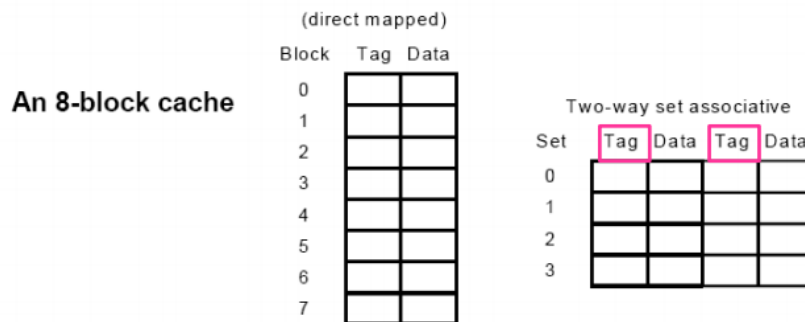 An 8-block cache
(direct mapped)
Block Tag Data
0
1
2
3
4
5
6
7
Two-way set associative
Set Tag Data Tag Data
0
1
2
3